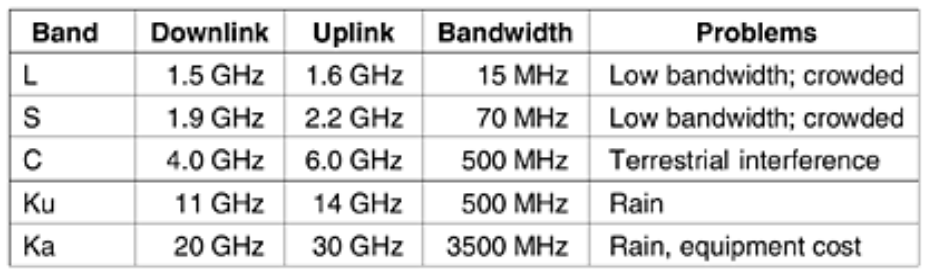 Band Downlink Uplink Bandwidth Problems
L 1.5 GHz 1.6 GHz 15 MHz Low bandwidth; crowded
S 1.9 GHz 2.2 GHz 70 MHz Low bandwidth; crowded
C 4.0 GHz 6.0 GHz 500 MHz Terrestrial interference
Ku 11 GHz 14 GHz 500 MHz Rain
Ka 20 GHz 30 GHz 3500 MHz Rain, equipment cost